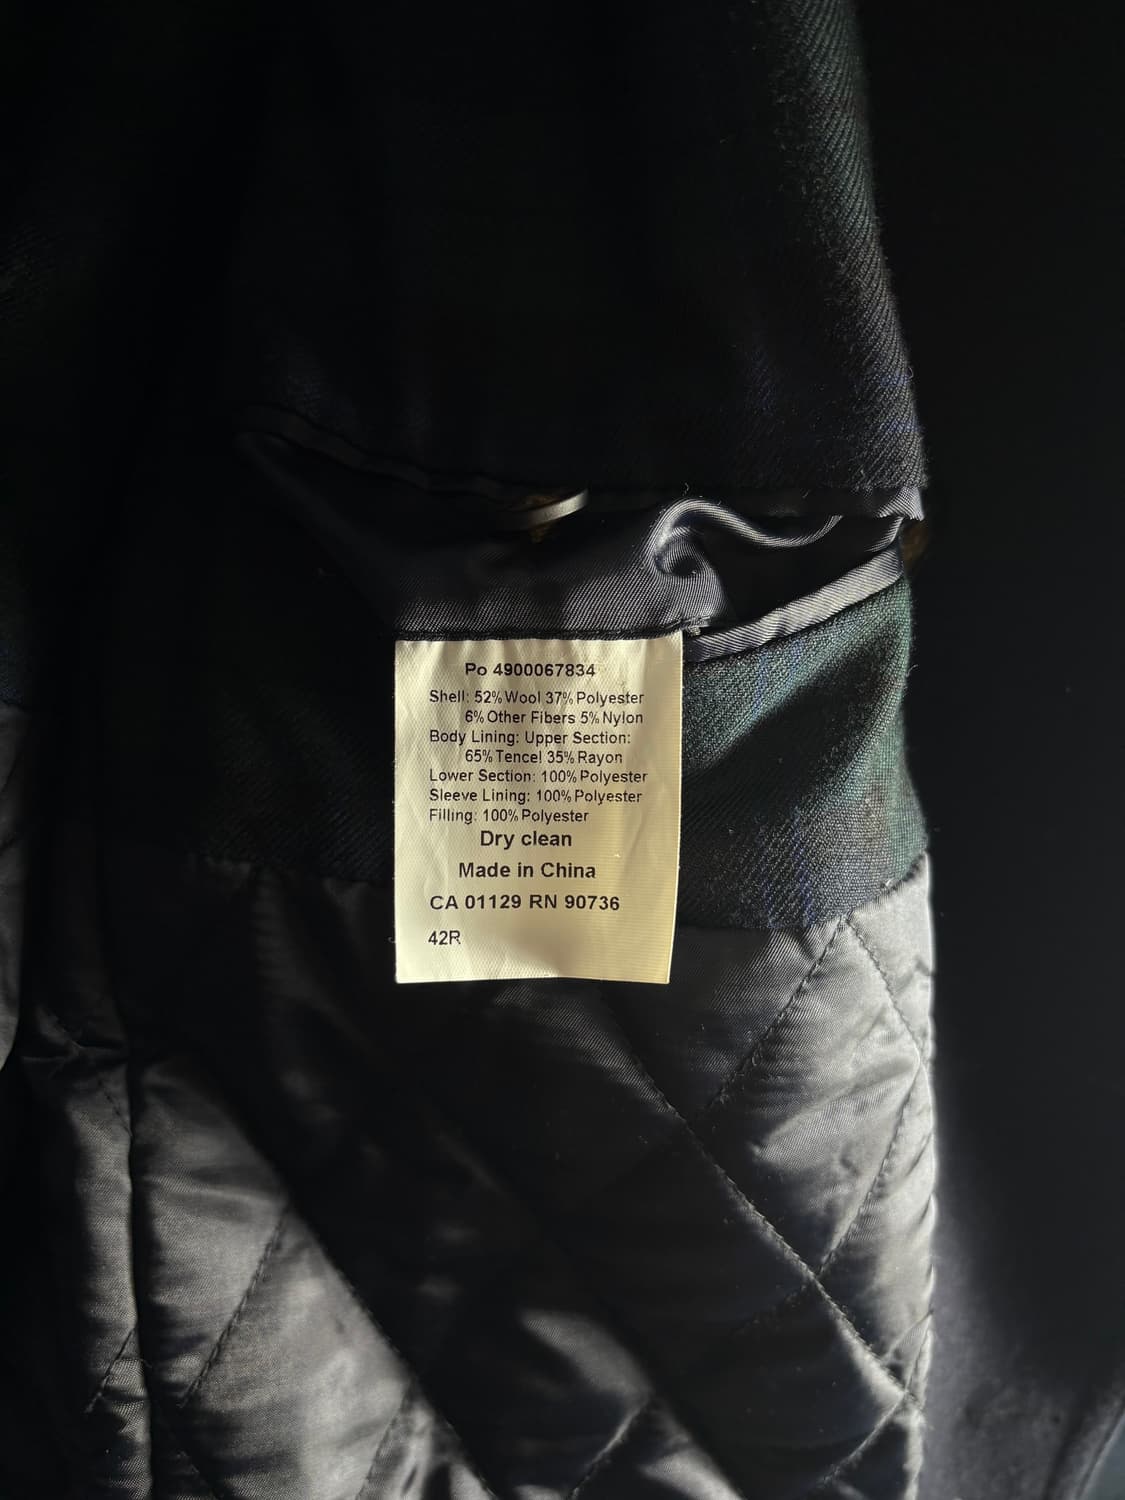 Po 4900067834
Shell: 52% Wool 37% Polyester
6% Other Fibers 5% Nylon
Body Lining: Upper Section:
65% Tencel 35% Rayon
Lower Section: 100% Polyester
Sleeve Lining: 100% Polyester
Filling: 100% Polyester
Dry clean
Made in China
CA 01129 RN 90736
42R